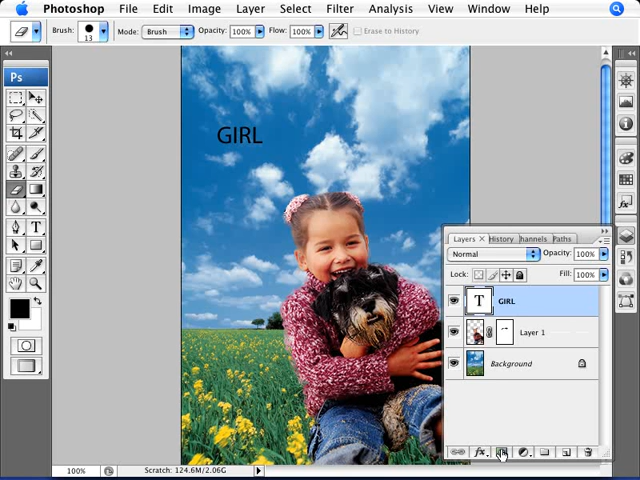 Photoshop File Edit Image Layer Select Filter Analysis View Window Help
Brush: 13 Mode: Brush Opacity: 100% Flow: 100% Erase to History
Ps
T
GIRL
Layers × History hannels Paths
Normal Opacity: 100%
Lock: Fill: 100%
T GIRL
Layer 1
Background
fx
100% Scratch: 124.6M/2.06G